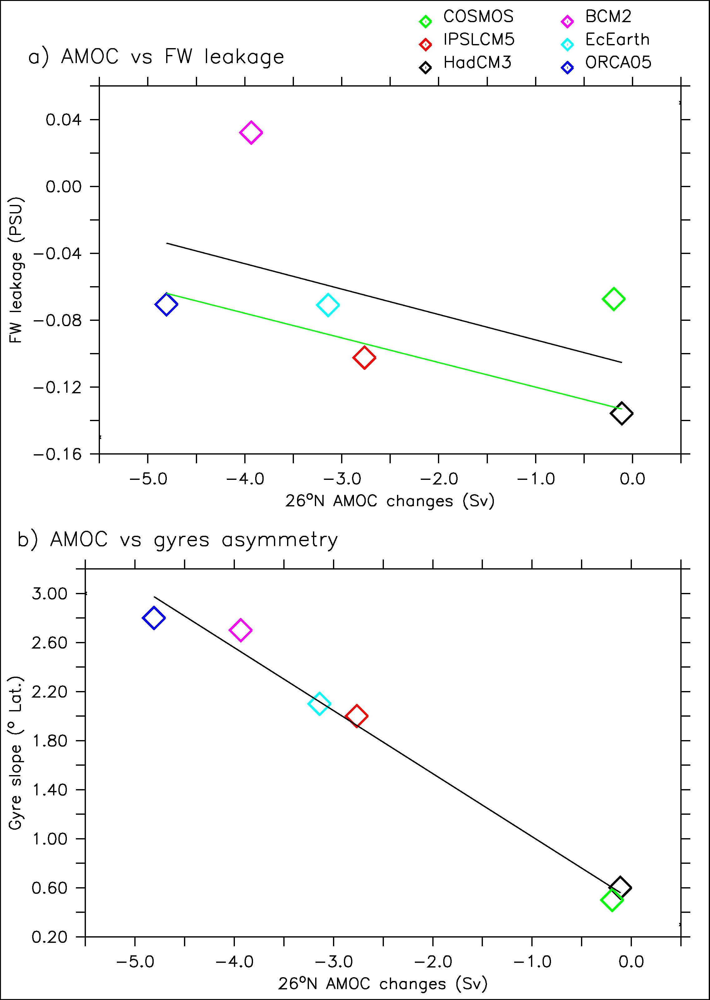 COSMOS
BCM2
IPSLCM5
EcEarth
HadCM3
ORCA05
a) AMOC vs FW leakage
0.04
0.00
−0.04
−0.08
−0.12
−0.16
FW leakage (PSU)
−5.0 −4.0 −3.0 −2.0 −1.0 0.0
26°N AMOC changes (Sv)
b) AMOC vs gyres asymmetry
3.00
2.60
2.20
1.80
1.40
1.00
0.60
0.20
Gyre slope (° Lat.)
−5.0 −4.0 −3.0 −2.0 −1.0 0.0
26°N AMOC changes (Sv)